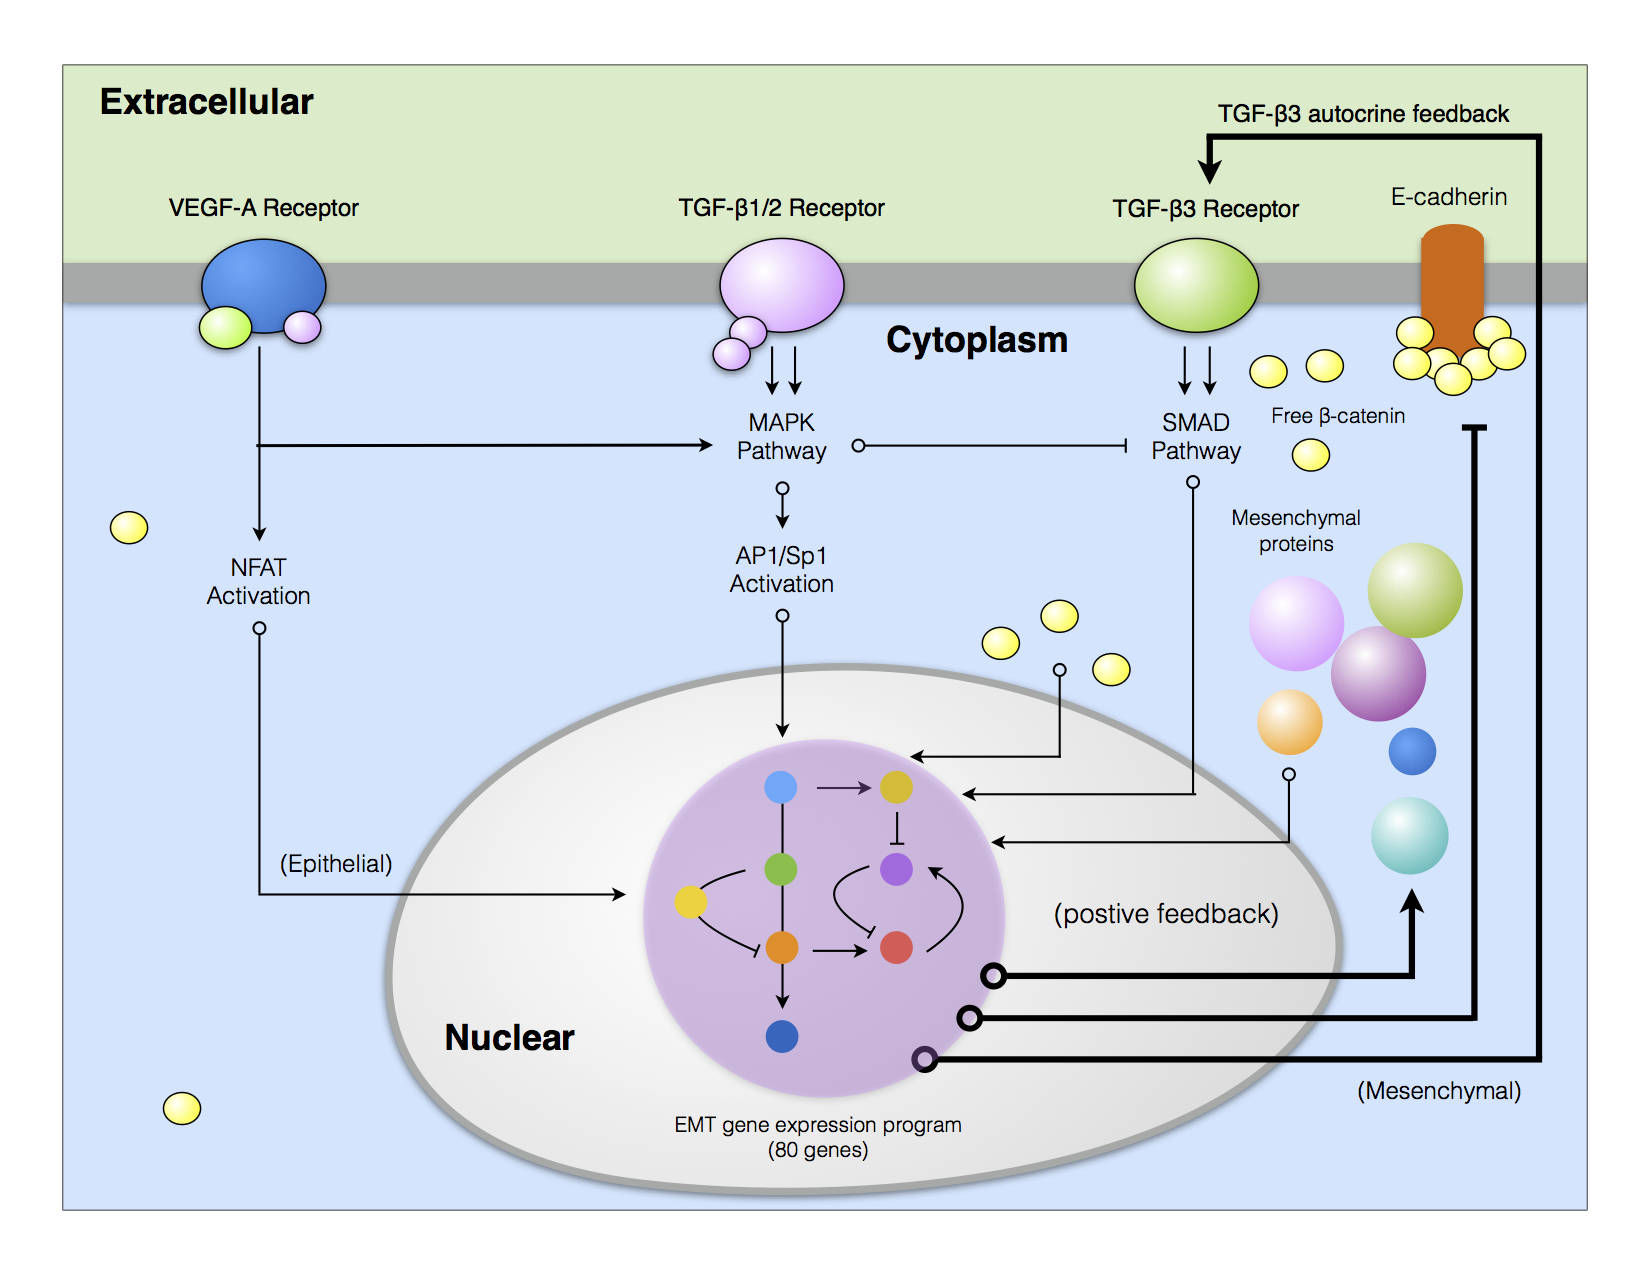 Extracellular
TGF-β3 autocrine feedback
VEGF-A Receptor
TGF-β1/2 Receptor
TGF-β3 Receptor
E-cadherin
Cytoplasm
MAPK
Pathway
SMAD
Pathway
Free β-catenin
Mesenchymal
proteins
NFAT
Activation
AP1/Sp1
Activation
(Epithelial)
(postive feedback)
Nuclear
(Mesenchymal)
EMT gene expression program
(80 genes)